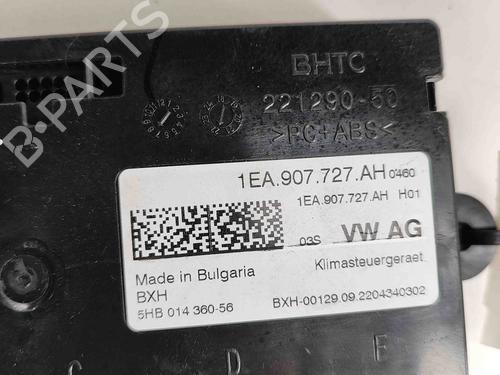 BHTC
221290-50
>PC+ABS<
1EA.907.727.AH 0460
1EA.907.727.AH H01
03S VW AG
Made in Bulgaria
Klimasteuergeraet
BXH
5HB 014 360-56
BXH-00129.09.2204340302
C D E
B-PARTS